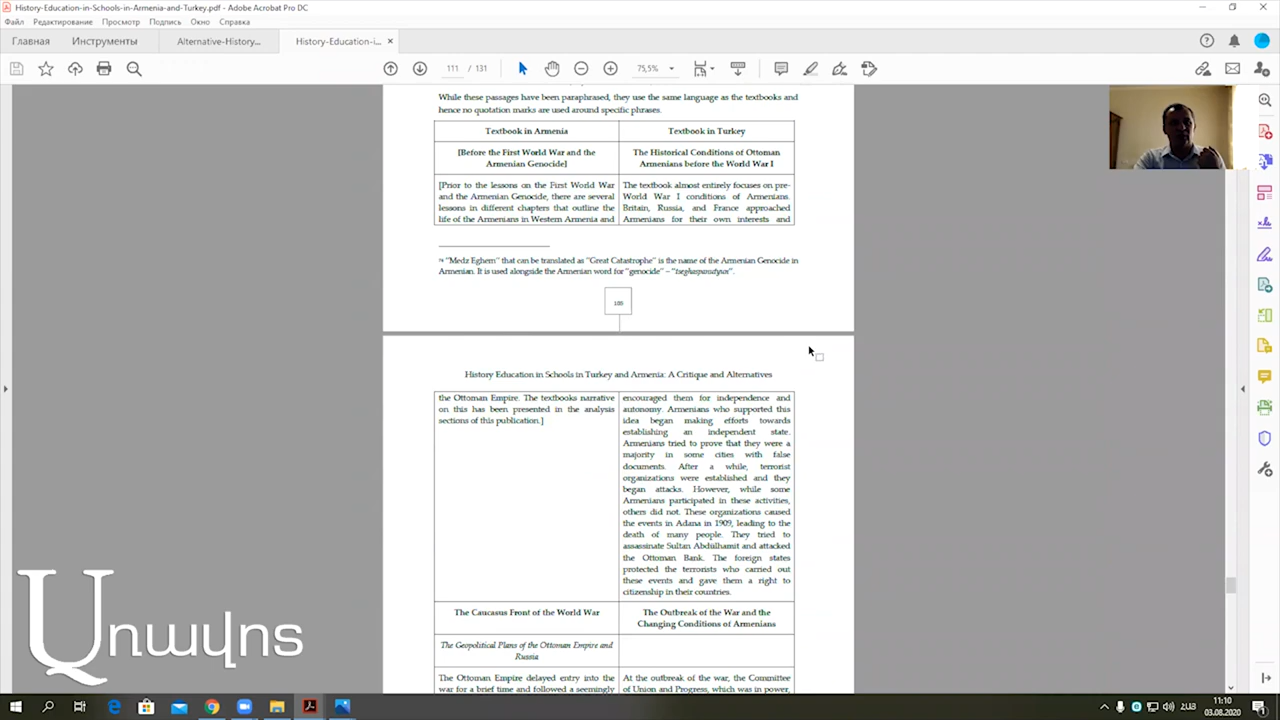 History-Education-in-Schools-in-Armenia-and-Turkey.pdf - Adobe Acrobat Pro DC
Файл Редактирование Просмотр Подпись Окно Справка
Главная Инструменты Alternative-History... History-Education-i...
111 / 131 75,5%
While these passages have been paraphrased, they use the same language as the textbooks and
hence no quotation marks are used around specific phrases.
Textbook in Armenia
[Before the First World War and the
Armenian Genocide]
[Prior to the lessons on the First World War
and the Armenian Genocide, there are several
lessons in different chapters that outline the
life of the Armenians in Western Armenia and
Textbook in Turkey
The Historical Conditions of Ottoman
Armenians before the World War I
The textbook almost entirely focuses on pre-
World War I conditions of Armenians.
Britain, Russia, and France approached
Armenians for their own interests and
"Medz Eghern" that can be translated as "Great Catastrophe" is the name of the Armenian Genocide in
Armenian. It is used alongside the Armenian word for "genocide" – "tseghaspanutyun".
History Education in Schools in Turkey and Armenia: A Critique and Alternatives
the Ottoman Empire. The textbooks narrative
on this has been presented in the analysis
sections of this publication.]
encouraged them for independence and
autonomy. Armenians who supported this
idea began making efforts towards
establishing an independent state.
Armenians tried to prove that they were a
majority in some cities with false
documents. After a while, terrorist
organizations were established and they
began attacks. However, while some
Armenians participated in these activities,
others did not. These organizations caused
the events in Adana in 1909, leading to the
death of many people. They tried to
assassinate Sultan Abdülhamit and attacked
the Ottoman Bank. The foreign states
protected the terrorists who carried out
these events and gave them a right to
citizenship in their countries.
The Caucasus Front of the World War
The Outbreak of the War and the
Changing Conditions of Armenians
The Geopolitical Plans of the Ottoman Empire and
Russia
The Ottoman Empire delayed entry into the
war for a brief time and followed a seemingly
At the outbreak of the war, the Committee
of Union and Progress, which was in power,
Առավոտ
11:10
03.08.2020